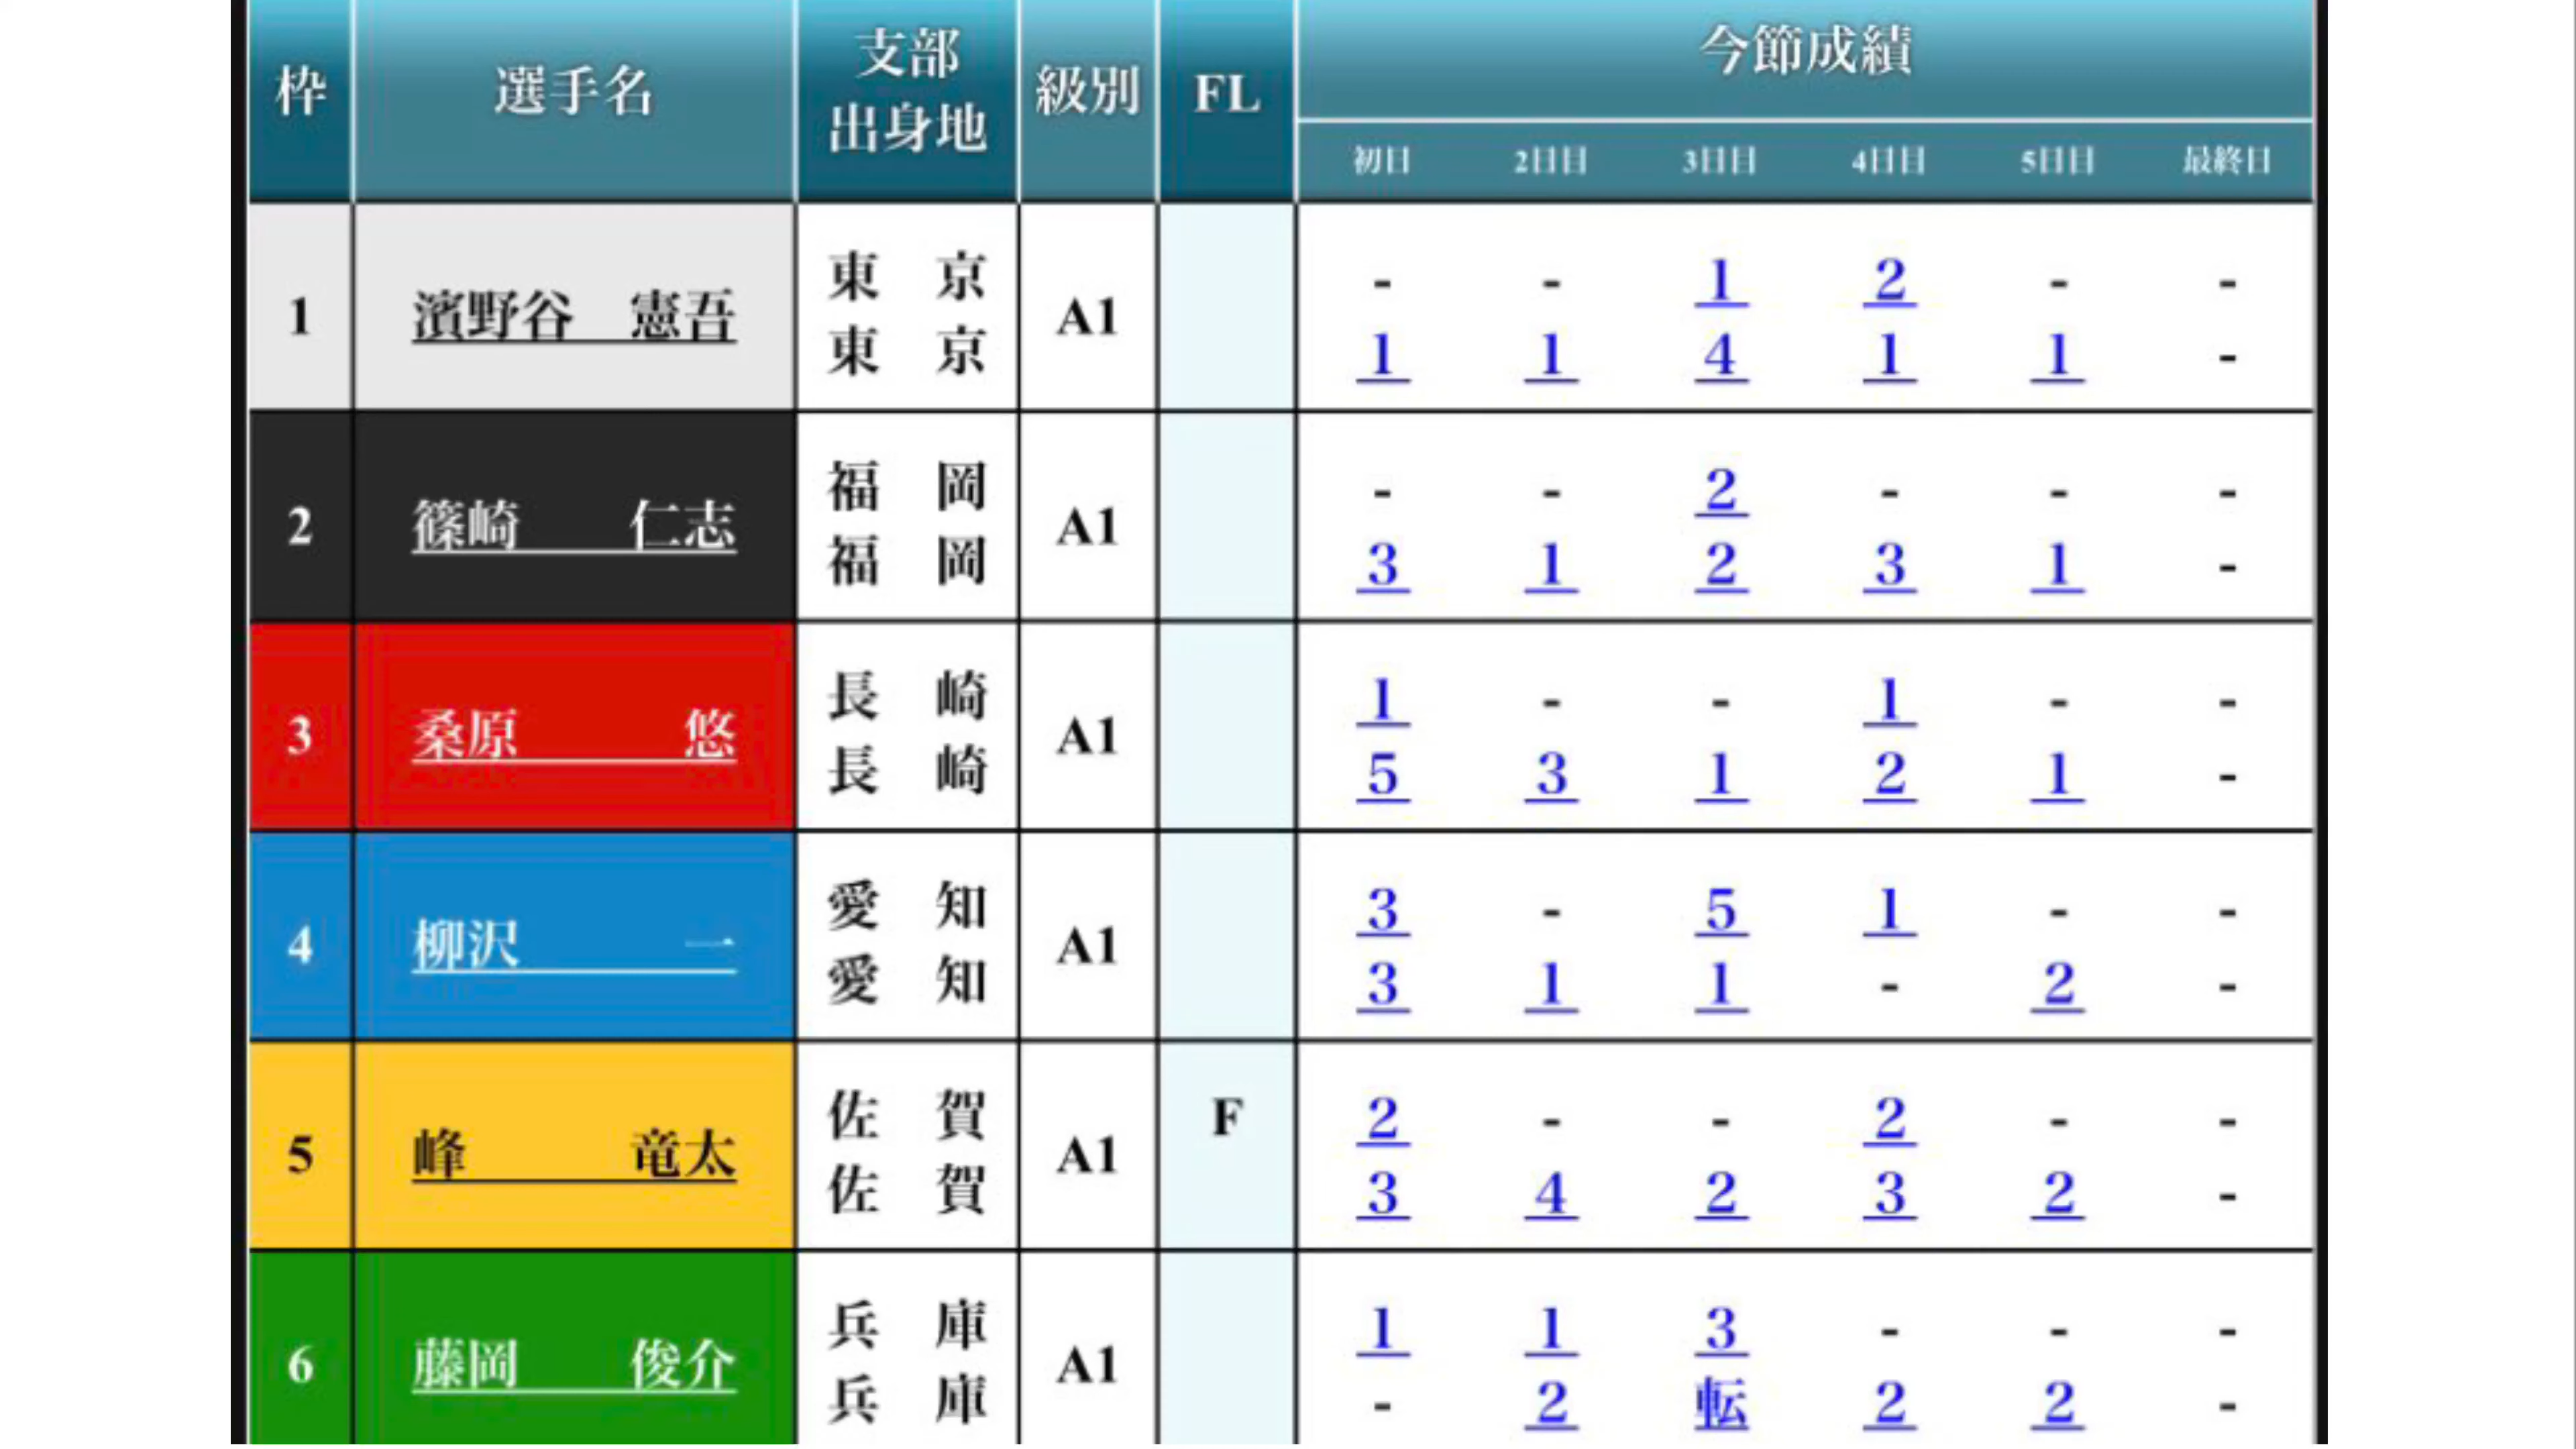 枠 選手名 支部 出身地 級別 FL 今節成績
初日 2日目 3日目 4日目 5日目 最終日
1 濱野谷 憲吾 東京 東京 A1
- - 1 2 - -
1 1 4 1 1 -
2 篠崎 仁志 福岡 福岡 A1
- - 2 - - -
3 1 2 3 1 -
3 桑原 悠 長崎 長崎 A1
1 - - 1 - -
5 3 1 2 1 -
4 柳沢 一 愛知 愛知 A1
3 - 5 1 - -
3 1 1 - 2 -
5 峰 竜太 佐賀 佐賀 A1 F
2 - - 2 - -
3 4 2 3 2 -
6 藤岡 俊介 兵庫 兵庫 A1
1 1 3 - - -
- 2 転 2 2 -